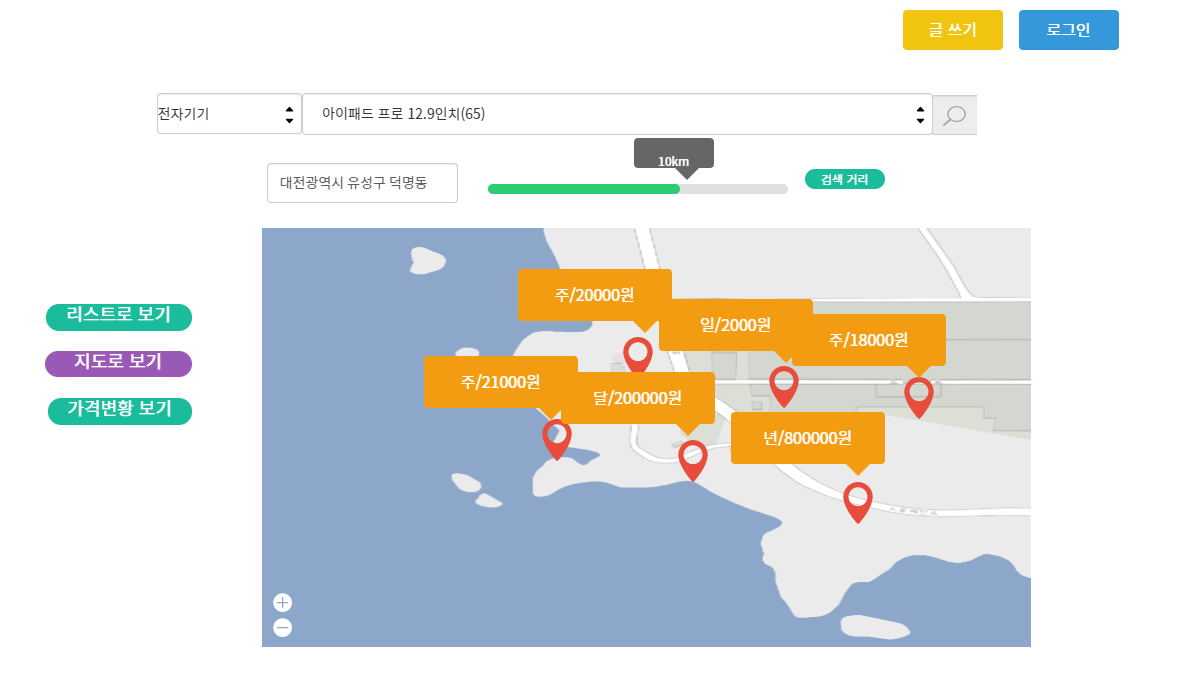 글 쓰기
로그인
전자기기
아이패드 프로 12.9인치(65)
10km
대전광역시 유성구 덕명동
검색 거리
리스트로 보기
지도로 보기
가격변황 보기
주/20000원
일/2000원
주/18000원
주/21000원
달/200000원
년/800000원